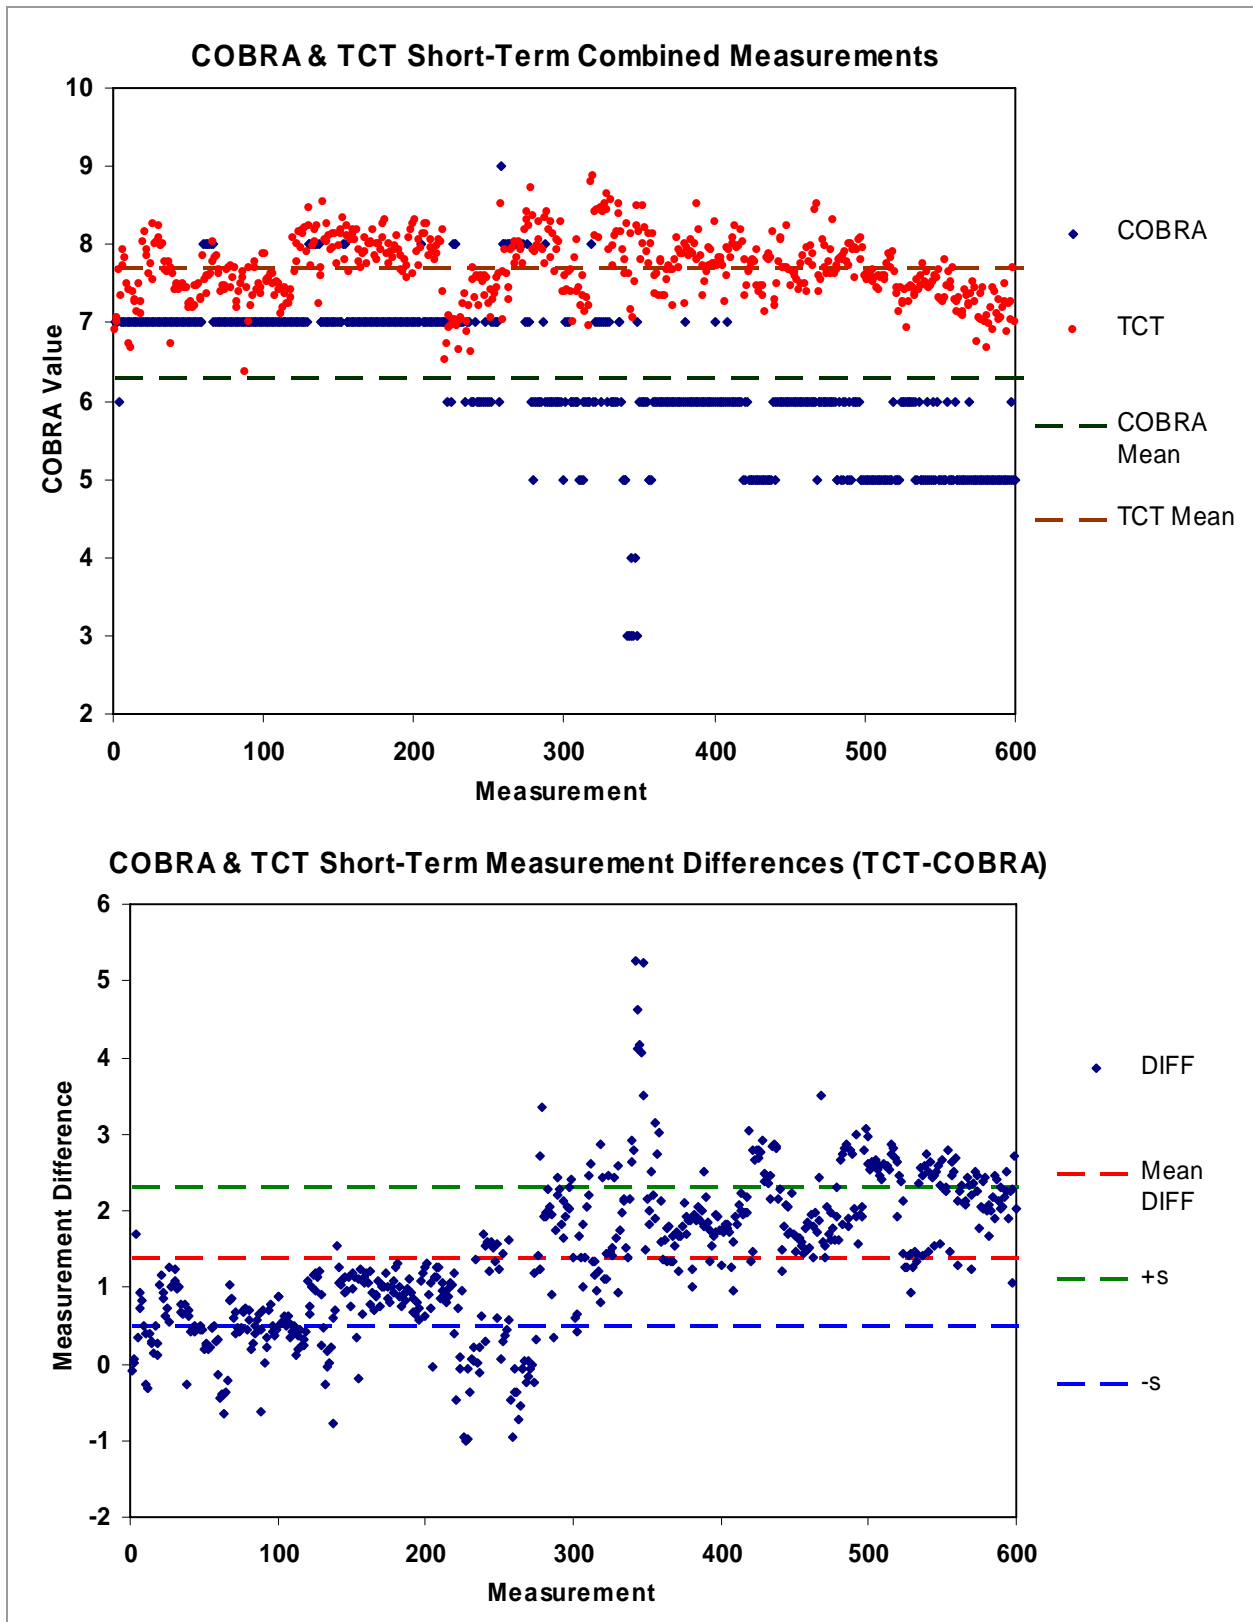 COBRA & TCT Short-Term Combined Measurements
10
9
8
7
6
5
4
3
2
COBRA Value
0 100 200 300 400 500 600
Measurement
COBRA
TCT
COBRA
Mean
TCT Mean
COBRA & TCT Short-Term Measurement Differences (TCT-COBRA)
6
5
4
3
2
1
0
-1
-2
Measurement Difference
0 100 200 300 400 500 600
Measurement
DIFF
Mean
DIFF
+s
-s